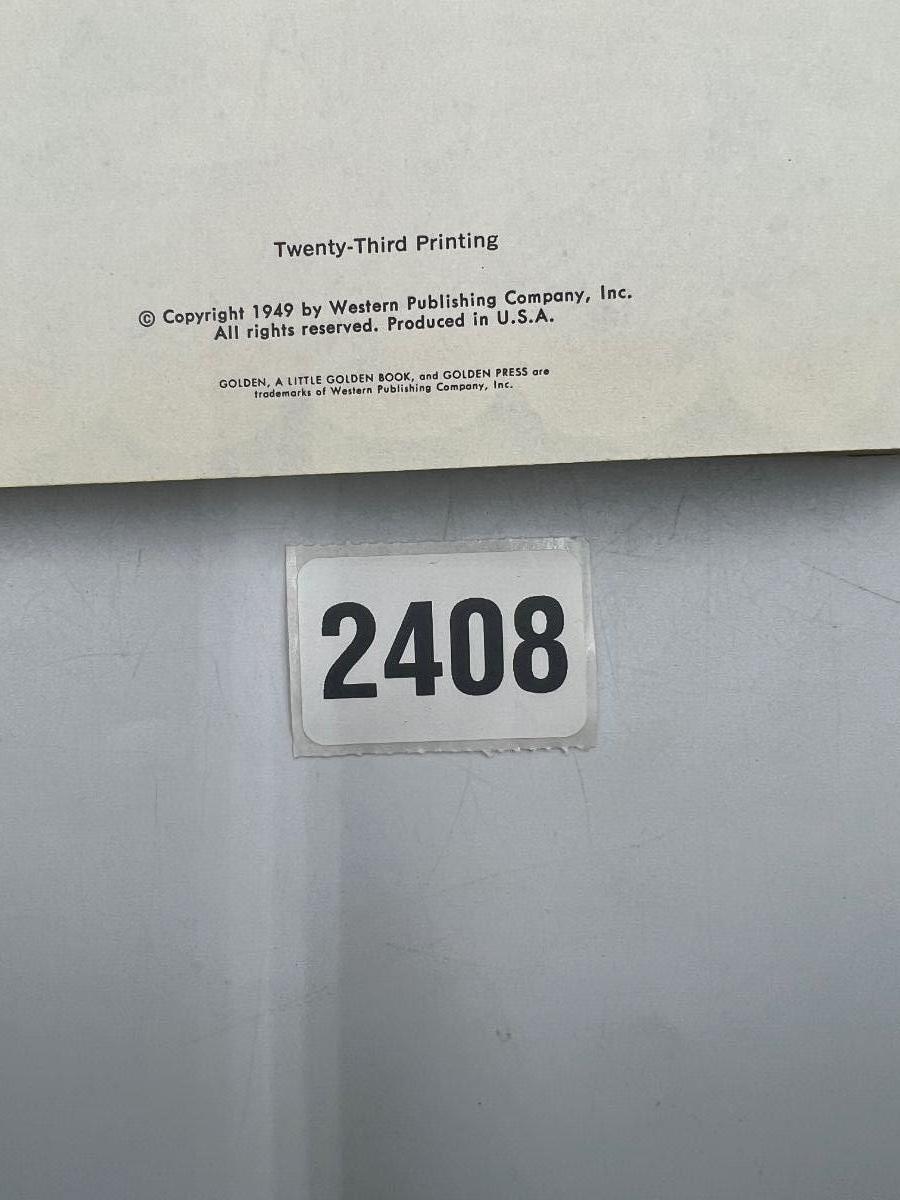 Twenty-Third Printing
© Copyright 1949 by Western Publishing Company, Inc.
All rights reserved. Produced in U.S.A.
GOLDEN, A LITTLE GOLDEN BOOK, and GOLDEN PRESS are
trademarks of Western Publishing Company, Inc.
2408